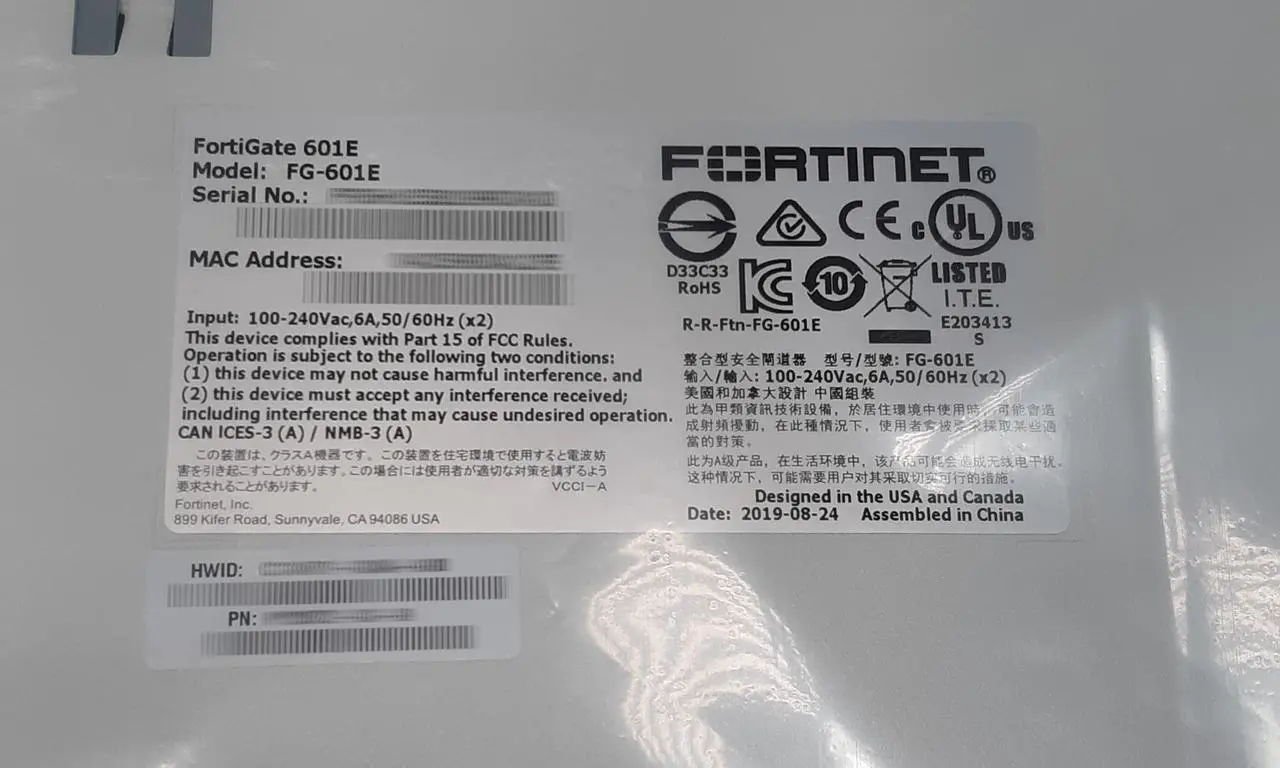 FortiGate 601E
Model: FG-601E
Serial No.:
MAC Address:
Input: 100-240Vac,6A,50/60Hz (x2)
This device complies with Part 15 of FCC Rules.
Operation is subject to the following two conditions:
(1) this device may not cause harmful interference. and
(2) this device must accept any interference received;
including interference that may cause undesired operation.
CAN ICES-3 (A) / NMB-3 (A)
この装置は、クラスA機器です。この装置を住宅環境で使用すると電波妨
害を引き起こすことがあります。この場合には使用者が適切な対策を講ずるよう
要求されることがあります。 VCCI-A
Fortinet, Inc.
899 Kifer Road, Sunnyvale, CA 94086 USA
FORTINET®
CE
c UL US
D33C33
RoHS
10
LISTED
I.T.E.
E203413
S
R-R-Ftn-FG-601E
整合型安全閘道器 型号/型號: FG-601E
输入/輸入: 100-240Vac,6A,50/60Hz (x2)
美國和加拿大設計 中國組裝
此為甲類資訊技術設備，於居住環境中使用時，可能會造
成射頻擾動，在此種情況下，使用者會被要求採取某些適
當的對策。
此为A级产品，在生活环境中，该产品可能会造成无线电干扰。
这种情况下，可能需要用户对其采取切实可行的措施。
Designed in the USA and Canada
Date: 2019-08-24 Assembled in China
HWID:
PN: